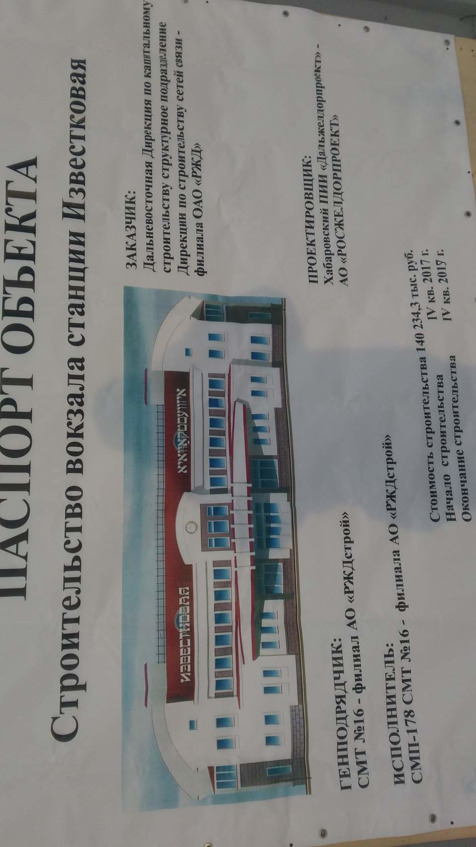 ПАСПОРТ ОБЪЕКТА
Строительство вокзала станции Известковая
ИЗВЕСТКОВАЯ
ЗАКАЗЧИК:
Дальневосточная Дирекция по капитальному
строительству структурное подразделение
Дирекции по строительству сетей связи -
филиала ОАО «РЖД»
ПРОЕКТИРОВЩИК:
Хабаровский ПИИ «Дальжелдорпроект» -
АО «РОСЖЕЛДОРПРОЕКТ»
ГЕНПОДРЯДЧИК:
СМТ №16 - филиал АО «РЖДстрой»
ИСПОЛНИТЕЛЬ:
СМП-178 СМТ №16 - филиала АО «РЖДстрой»
Стоимость строительства 140 234,3 тыс. руб.
Начало строительства IV кв. 2017 г.
Окончание строительства IV кв. 2019 г.